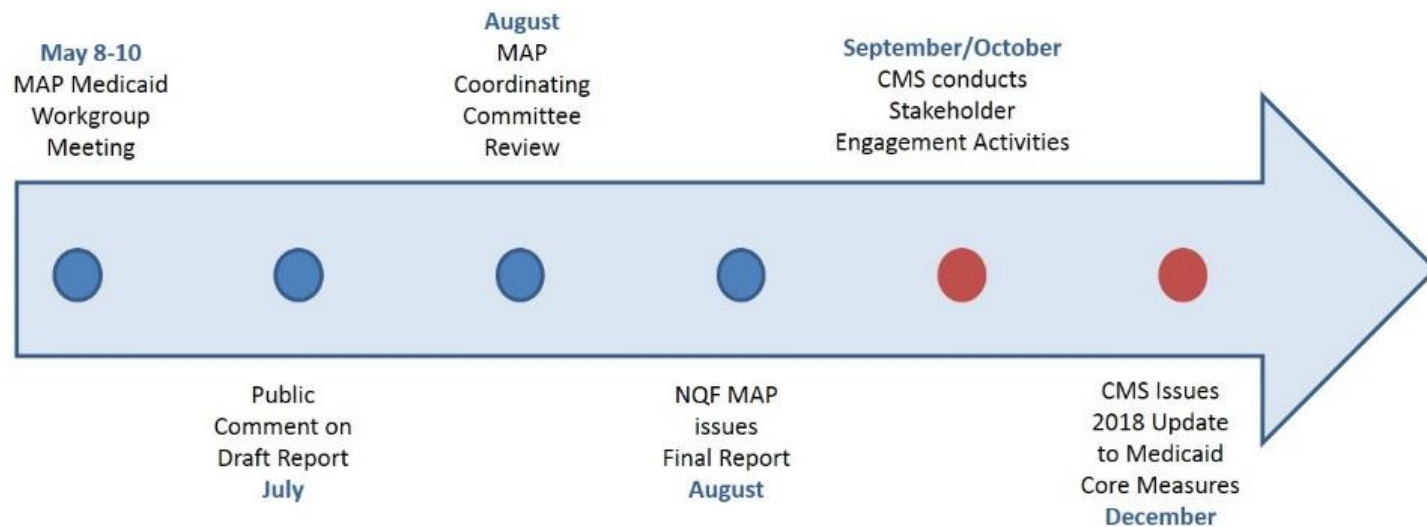 May 8-10
MAP Medicaid
Workgroup
Meeting
Public
Comment on
Draft Report
July
August
MAP
Coordinating
Committee
Review
NQF MAP
issues
Final Report
August
September/October
CMS conducts
Stakeholder
Engagement Activities
CMS Issues
2018 Update
to Medicaid
Core Measures
December